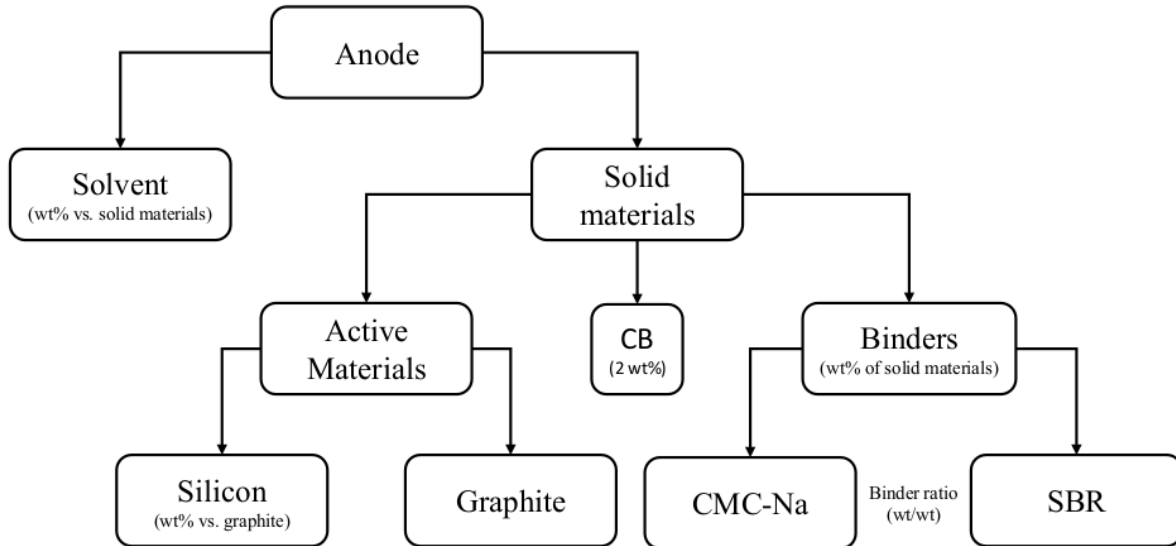 Anode
Solvent
(wt% vs. solid materials)
Solid
materials
Active
Materials
CB
(2 wt%)
Binders
(wt% of solid materials)
Silicon
(wt% vs. graphite)
Graphite
CMC-Na
Binder ratio
(wt/wt)
SBR